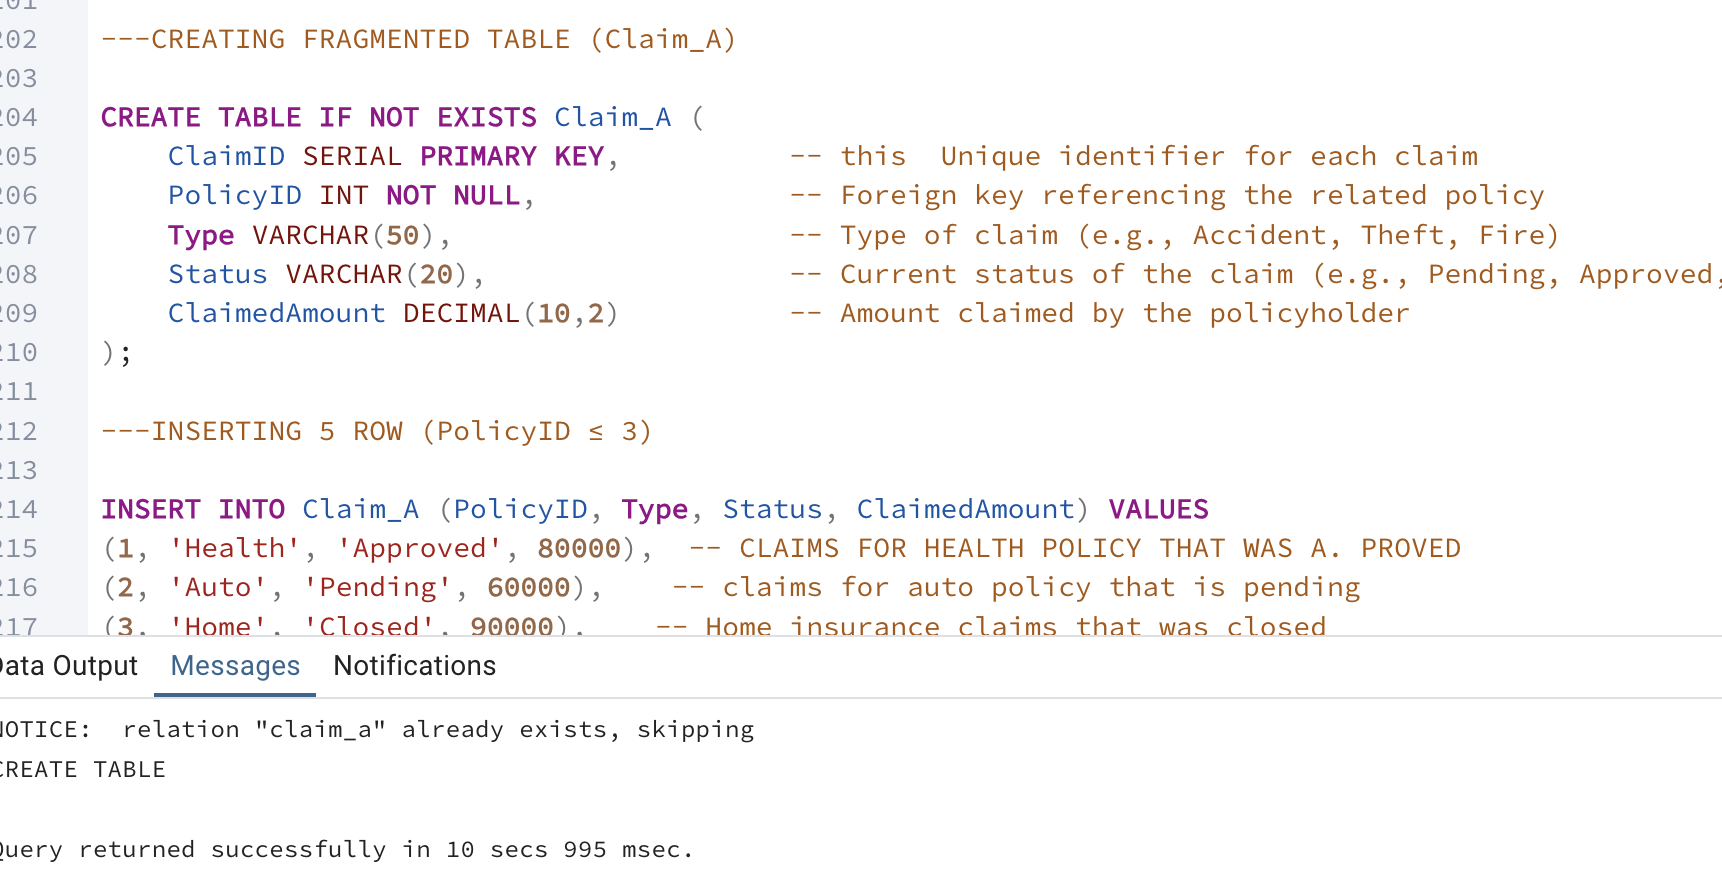 202 ---CREATING FRAGMENTED TABLE (Claim_A)
203
204 CREATE TABLE IF NOT EXISTS Claim_A (
205 ClaimID SERIAL PRIMARY KEY, -- this  Unique identifier for each claim
206 PolicyID INT NOT NULL, -- Foreign key referencing the related policy
207 Type VARCHAR(50), -- Type of claim (e.g., Accident, Theft, Fire)
208 Status VARCHAR(20), -- Current status of the claim (e.g., Pending, Approved,
209 ClaimedAmount DECIMAL(10,2) -- Amount claimed by the policyholder
210 );
211
212 ---INSERTING 5 ROW (PolicyID ≤ 3)
213
214 INSERT INTO Claim_A (PolicyID, Type, Status, ClaimedAmount) VALUES
215 (1, 'Health', 'Approved', 80000), -- CLAIMS FOR HEALTH POLICY THAT WAS A. PROVED
216 (2, 'Auto', 'Pending', 60000), -- claims for auto policy that is pending
217 (3, 'Home', 'Closed', 90000), -- Home insurance claims that was closed
Data Output Messages Notifications
NOTICE:  relation "claim_a" already exists, skipping
CREATE TABLE
Query returned successfully in 10 secs 995 msec.